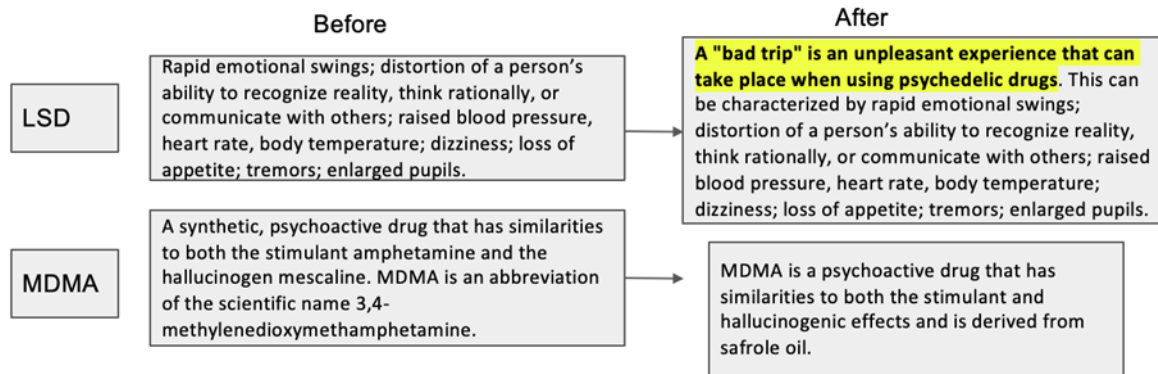 Before
After
LSD
Rapid emotional swings; distortion of a person's
ability to recognize reality, think rationally, or
communicate with others; raised blood pressure,
heart rate, body temperature; dizziness; loss of
appetite; tremors; enlarged pupils.
A "bad trip" is an unpleasant experience that can
take place when using psychedelic drugs. This can
be characterized by rapid emotional swings;
distortion of a person's ability to recognize reality,
think rationally, or communicate with others; raised
blood pressure, heart rate, body temperature;
dizziness; loss of appetite; tremors; enlarged pupils.
MDMA
A synthetic, psychoactive drug that has similarities
to both the stimulant amphetamine and the
hallucinogen mescaline. MDMA is an abbreviation
of the scientific name 3,4-
methylenedioxymethamphetamine.
MDMA is a psychoactive drug that has
similarities to both the stimulant and
hallucinogenic effects and is derived from
safrole oil.